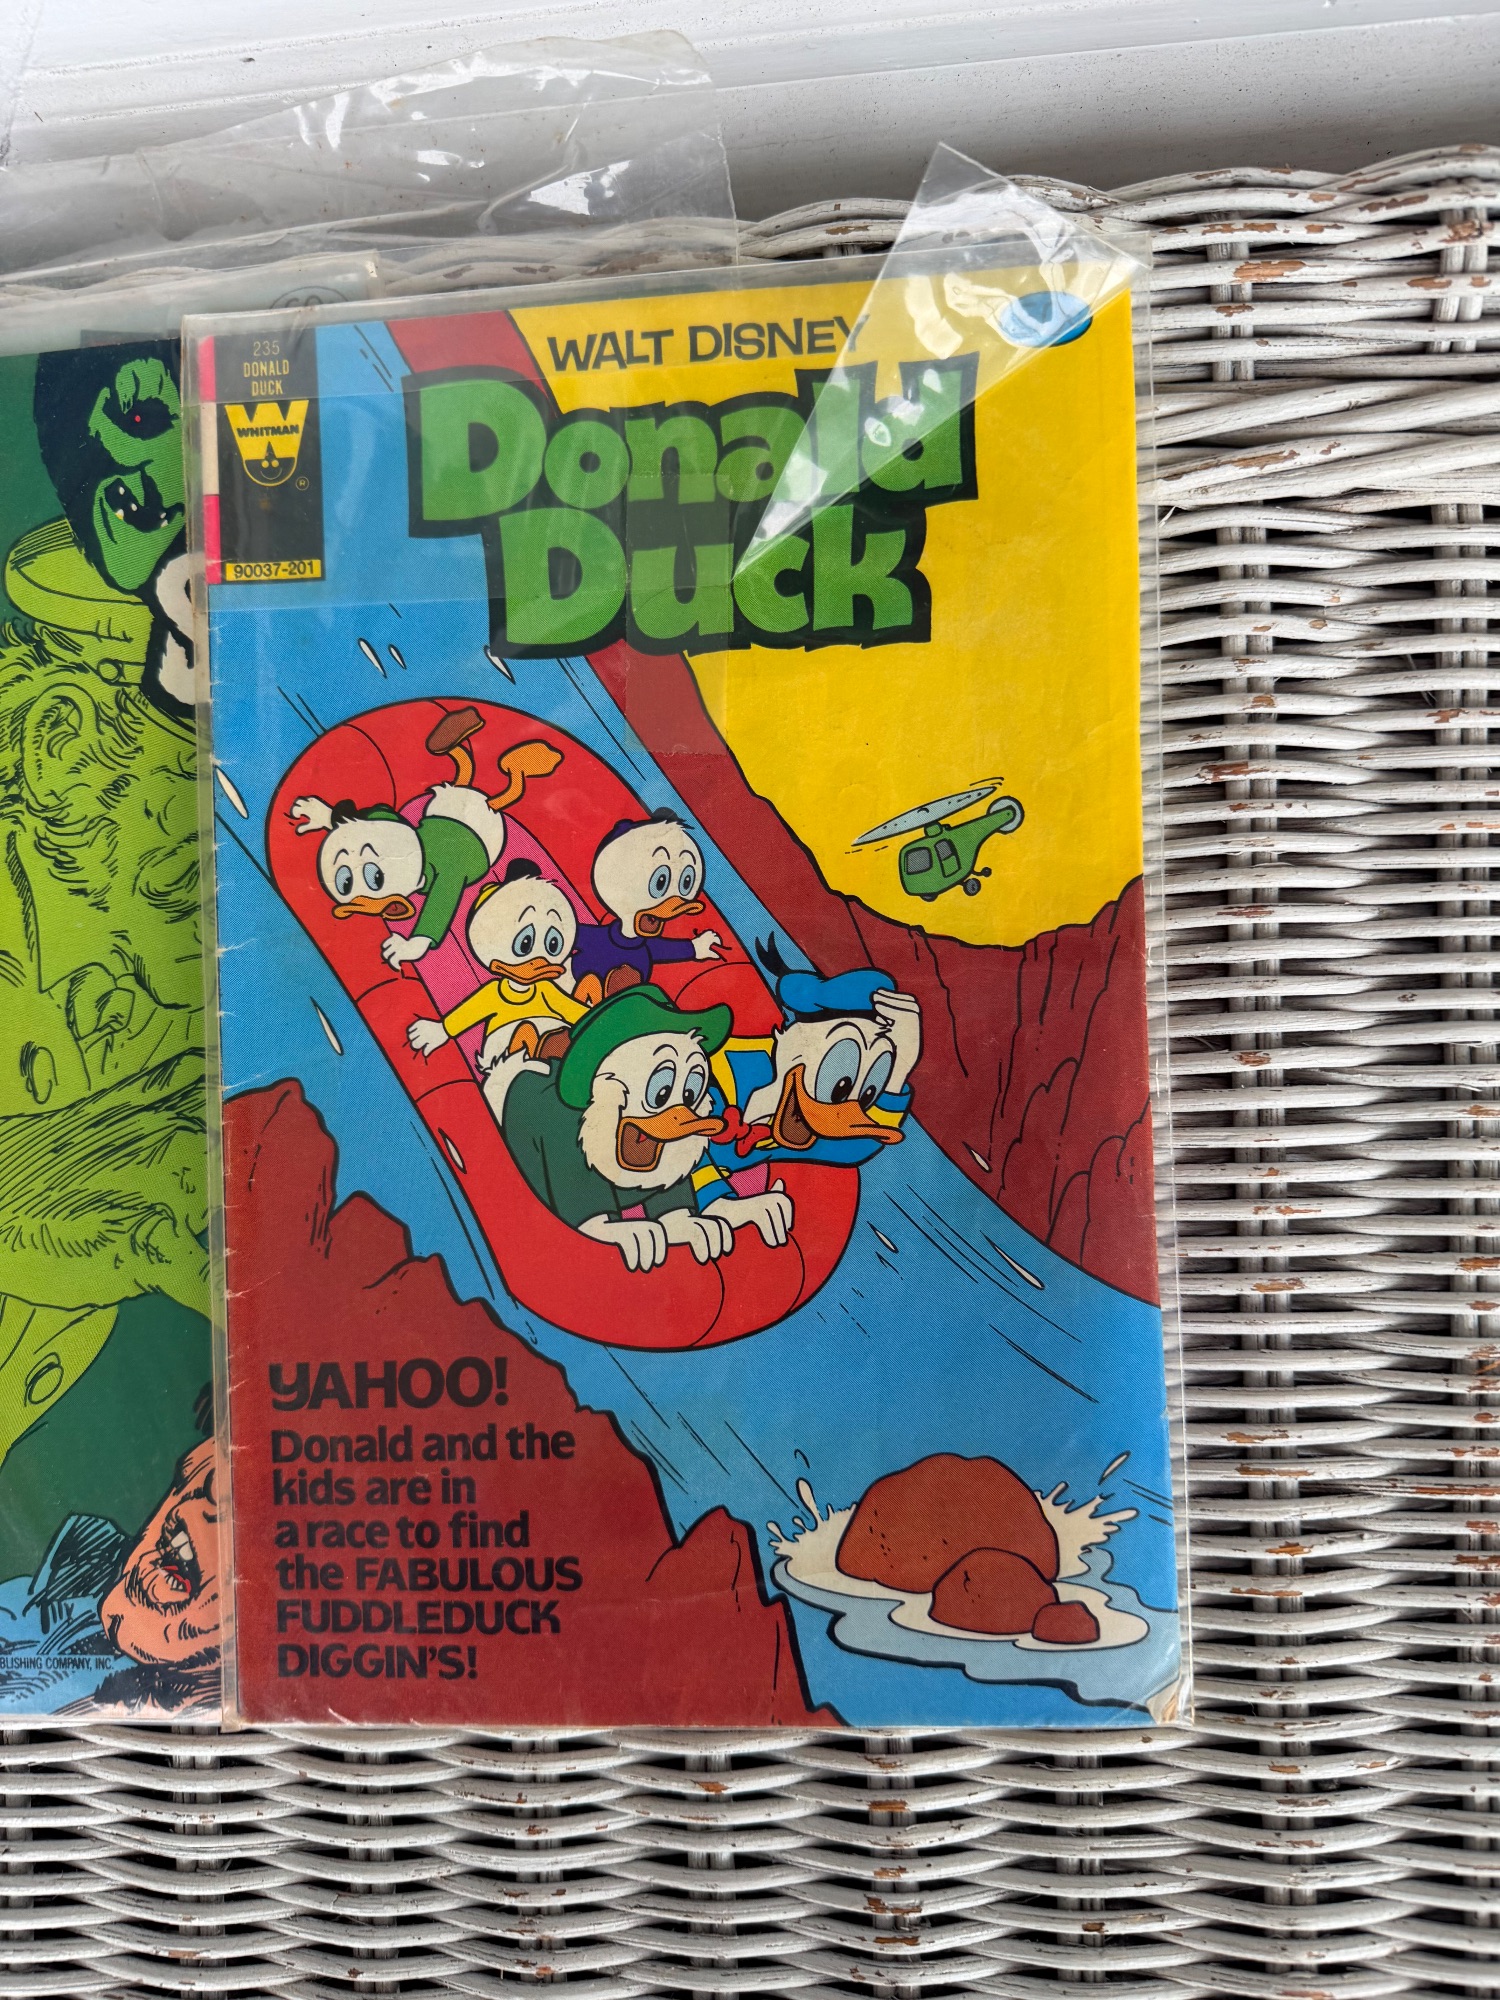 235
DONALD
DUCK
WHITMAN
®
90037-201
WALT DISNEY
Donald
Duck
YAHOO!
Donald and the
kids are in
a race to find
the FABULOUS
FUDDLEDUCK
DIGGIN'S!
COMPANY, INC.